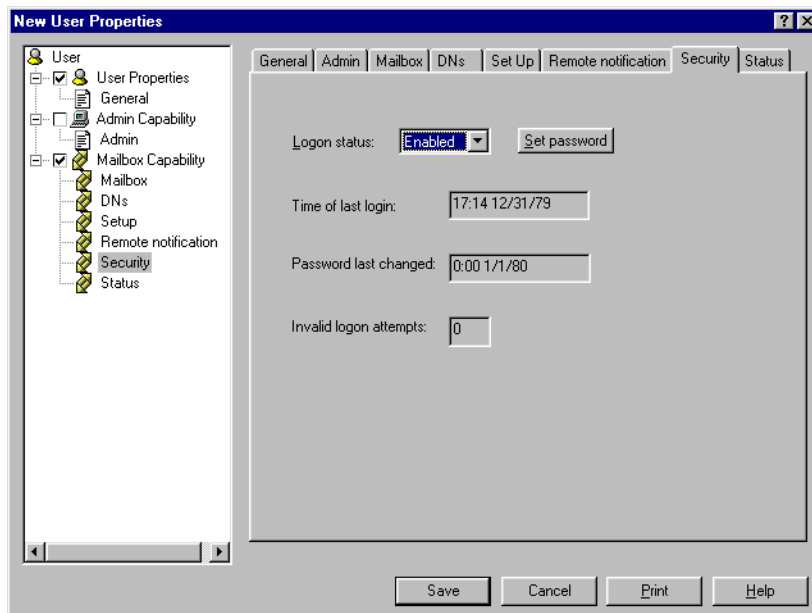 New User Properties
User
User Properties
General
Admin Capability
Admin
Mailbox Capability
Mailbox
DNs
Setup
Remote notification
Security
Status
General Admin Mailbox DNs Set Up Remote notification Security Status
Logon status: Enabled Set password
Time of last login: 17:14 12/31/79
Password last changed: 0:00 1/1/80
Invalid logon attempts: 0
Save Cancel Print Help